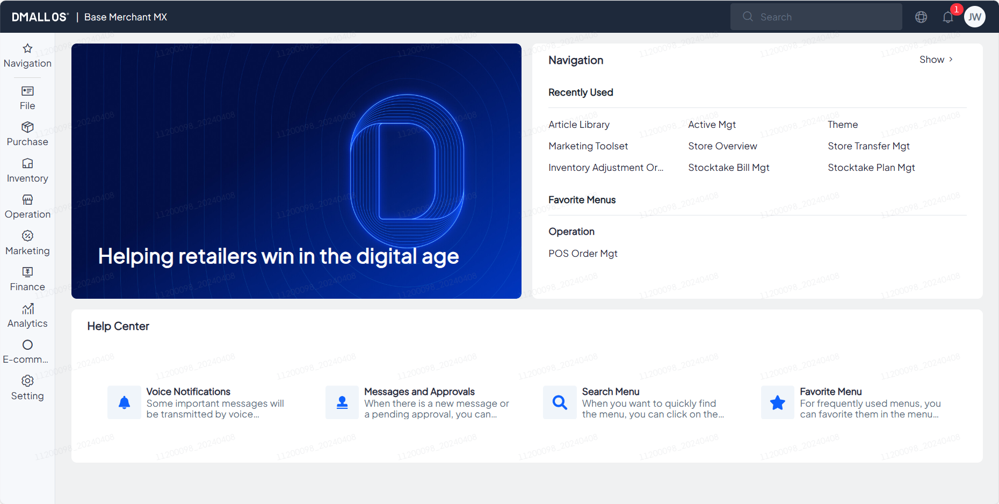 DMALL OS® | Base Merchant MX
Search
1
JW
Navigation
File
Purchase
Inventory
Operation
Marketing
Finance
Analytics
E-comm...
Setting
Helping retailers win in the digital age
Navigation
Show >
Recently Used
Article Library
Active Mgt
Theme
Marketing Toolset
Store Overview
Store Transfer Mgt
Inventory Adjustment Or...
Stocktake Bill Mgt
Stocktake Plan Mgt
Favorite Menus
Operation
POS Order Mgt
Help Center
Voice Notifications
Some important messages will
be transmitted by voice...
Messages and Approvals
When there is a new message or
a pending approval, you can...
Search Menu
When you want to quickly find
the menu, you can click on the...
Favorite Menu
For frequently used menus, you
can favorite them in the menu...
11200098_20240408